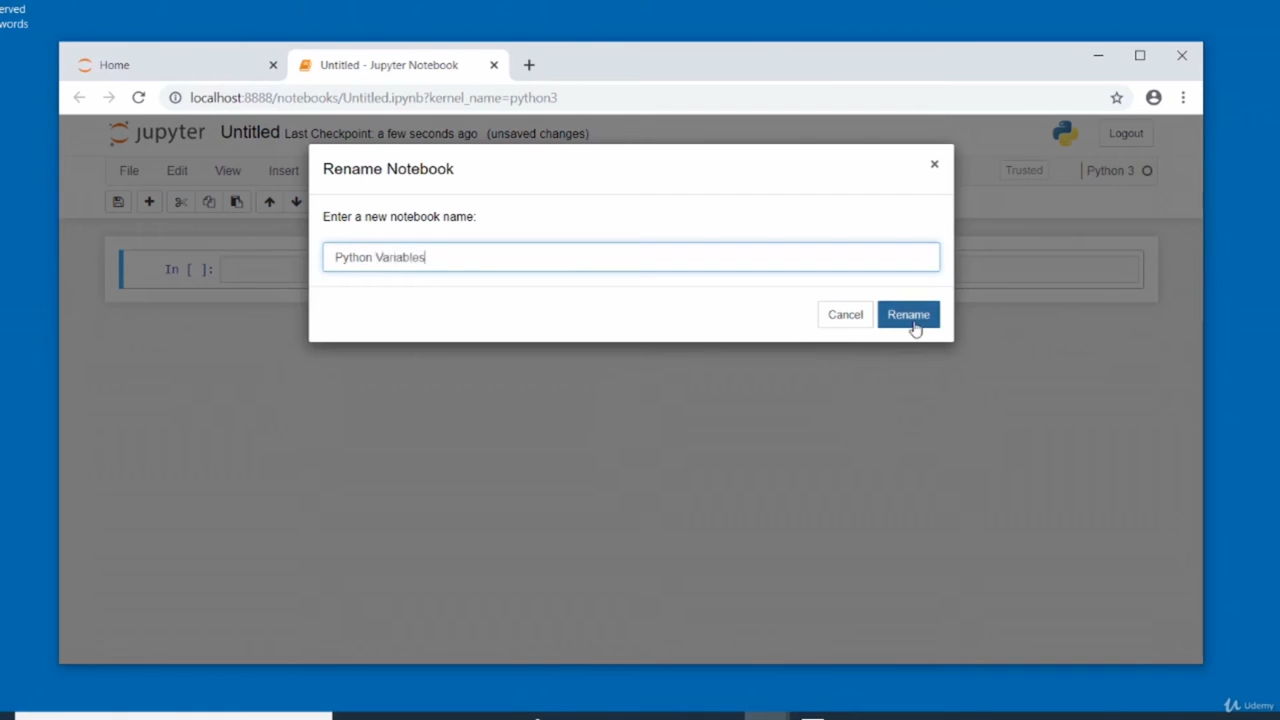 erved
words
Home
Untitled - Jupyter Notebook
localhost:8888/notebooks/Untitled.ipynb?kernel_name=python3
jupyter Untitled Last Checkpoint: a few seconds ago (unsaved changes)
Logout
File Edit View Insert
Trusted
Python 3
Rename Notebook
Enter a new notebook name:
Python Variables
Cancel Rename
In [ ]:
Udemy